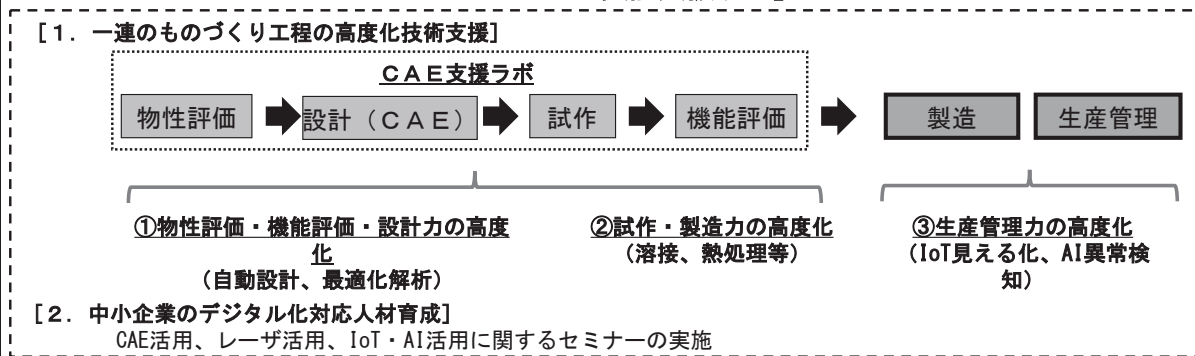 [1．一連のものづくり工程の高度化技術支援]
ＣＡＥ支援ラボ
物性評価
設計（ＣＡＥ）
試作
機能評価
製造
生産管理
①物性評価・機能評価・設計力の高度
化
（自動設計、最適化解析）
②試作・製造力の高度化
（溶接、熱処理等）
③生産管理力の高度化
（IoT見える化、AI異常検
知）
[2．中小企業のデジタル化対応人材育成]
CAE活用、レーザ活用、IoT・AI活用に関するセミナーの実施